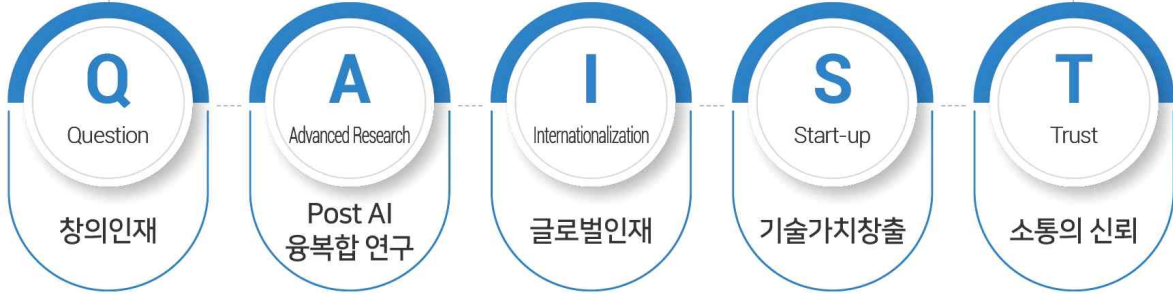 Q
Question
창의인재
A
Advanced Research
Post AI
융복합 연구
I
Internationalization
글로벌인재
S
Start-up
기술가치창출
T
Trust
소통의 신뢰